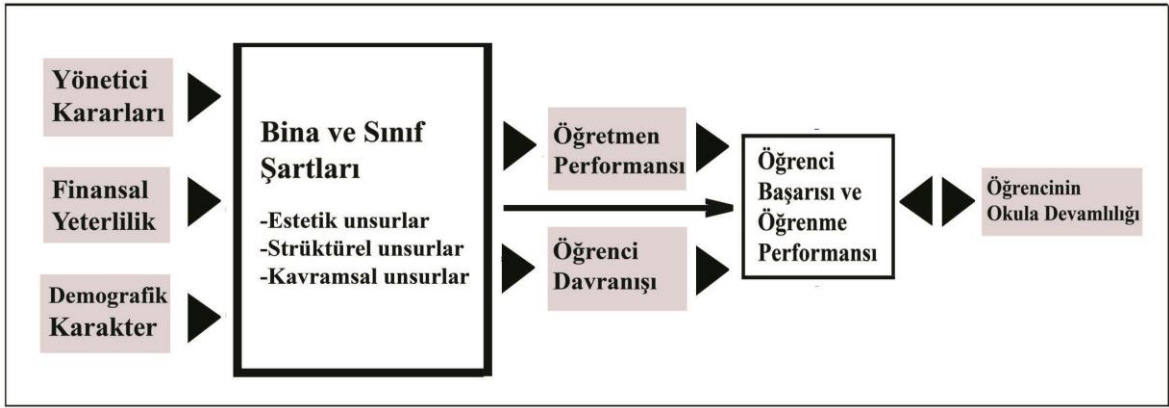 Yönetici
Kararları
Finansal
Yeterlilik
Demografik
Karakter
Bina ve Sınıf
Şartları
-Estetik unsurlar
-Strüktürel unsurlar
-Kavramsal unsurlar
Öğretmen
Performansı
Öğrenci
Davranışı
Öğrenci
Başarısı ve
Öğrenme
Performansı
Öğrencinin
Okula Devamlılığı